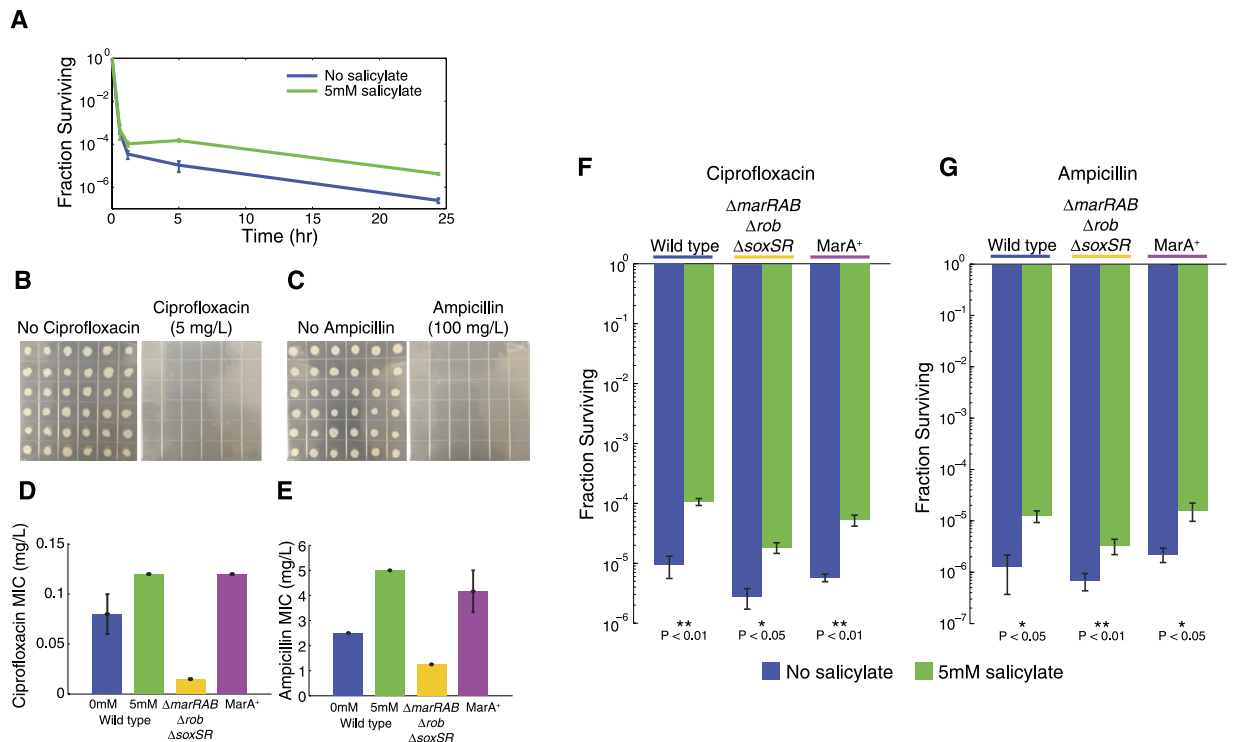 A
Fraction Surviving
10^0
10^-2
10^-4
10^-6
No salicylate
5mM salicylate
0 5 10 15 20 25
Time (hr)
B
No Ciprofloxacin
Ciprofloxacin
(5 mg/L)
C
No Ampicillin
Ampicillin
(100 mg/L)
D
Ciprofloxacin MIC (mg/L)
0.15
0.1
0.05
0
0mM 5mM
Wild type
ΔmarRAB
Δrob
ΔsoxSR
MarA⁺
E
Ampicillin MIC (mg/L)
6
5
4
3
2
1
0
0mM 5mM
Wild type
ΔmarRAB
Δrob
ΔsoxSR
MarA⁺
F
Ciprofloxacin
Wild type
ΔmarRAB
Δrob
ΔsoxSR
MarA⁺
Fraction Surviving
10^0
10^-1
10^-2
10^-3
10^-4
10^-5
10^-6
** * **
P < 0.01 P < 0.05 P < 0.01
G
Ampicillin
Wild type
ΔmarRAB
Δrob
ΔsoxSR
MarA⁺
Fraction Surviving
10^0
10^-1
10^-2
10^-3
10^-4
10^-5
10^-6
10^-7
* ** *
P < 0.05 P < 0.01 P < 0.05
No salicylate 5mM salicylate